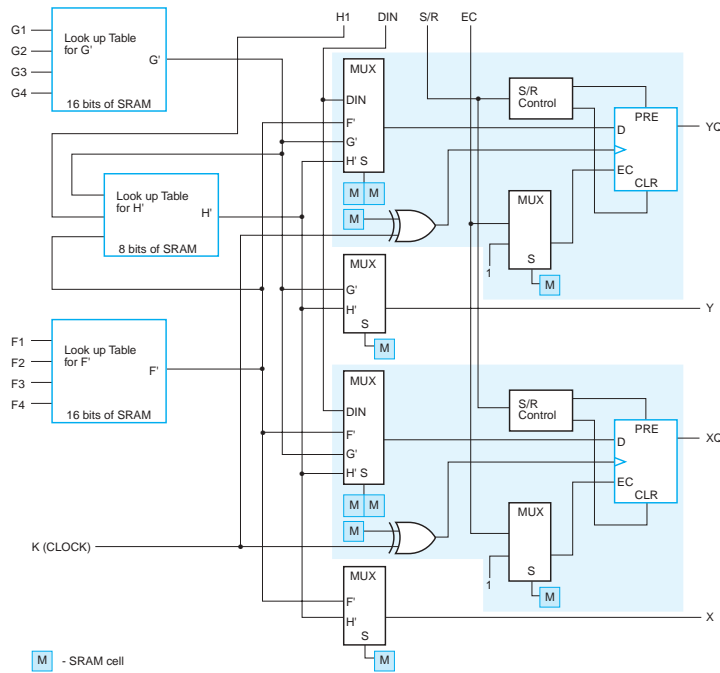 H1 DIN S/R EC
G1
G2
G3
G4
Look up Table
for G'
G'
16 bits of SRAM
MUX
DIN
F'
G'
H' S
M M
M
S/R
Control
PRE
D
EC
CLR
YQ
MUX
S
1
M
Look up Table
for H'
H'
8 bits of SRAM
MUX
G'
H'
S
M
Y
F1
F2
F3
F4
Look up Table
for F'
F'
16 bits of SRAM
MUX
DIN
F'
G'
H' S
M M
M
S/R
Control
PRE
D
EC
CLR
XQ
MUX
S
1
M
K (CLOCK)
MUX
F'
H'
S
M
X
M - SRAM cell